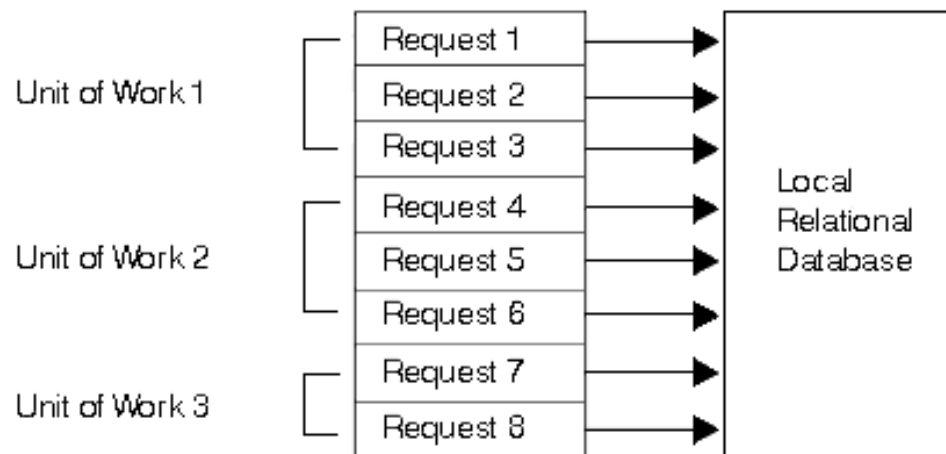 Unit of Work 1
Request 1
Request 2
Request 3
Unit of Work 2
Request 4
Request 5
Request 6
Unit of Work 3
Request 7
Request 8
Local
Relational
Database